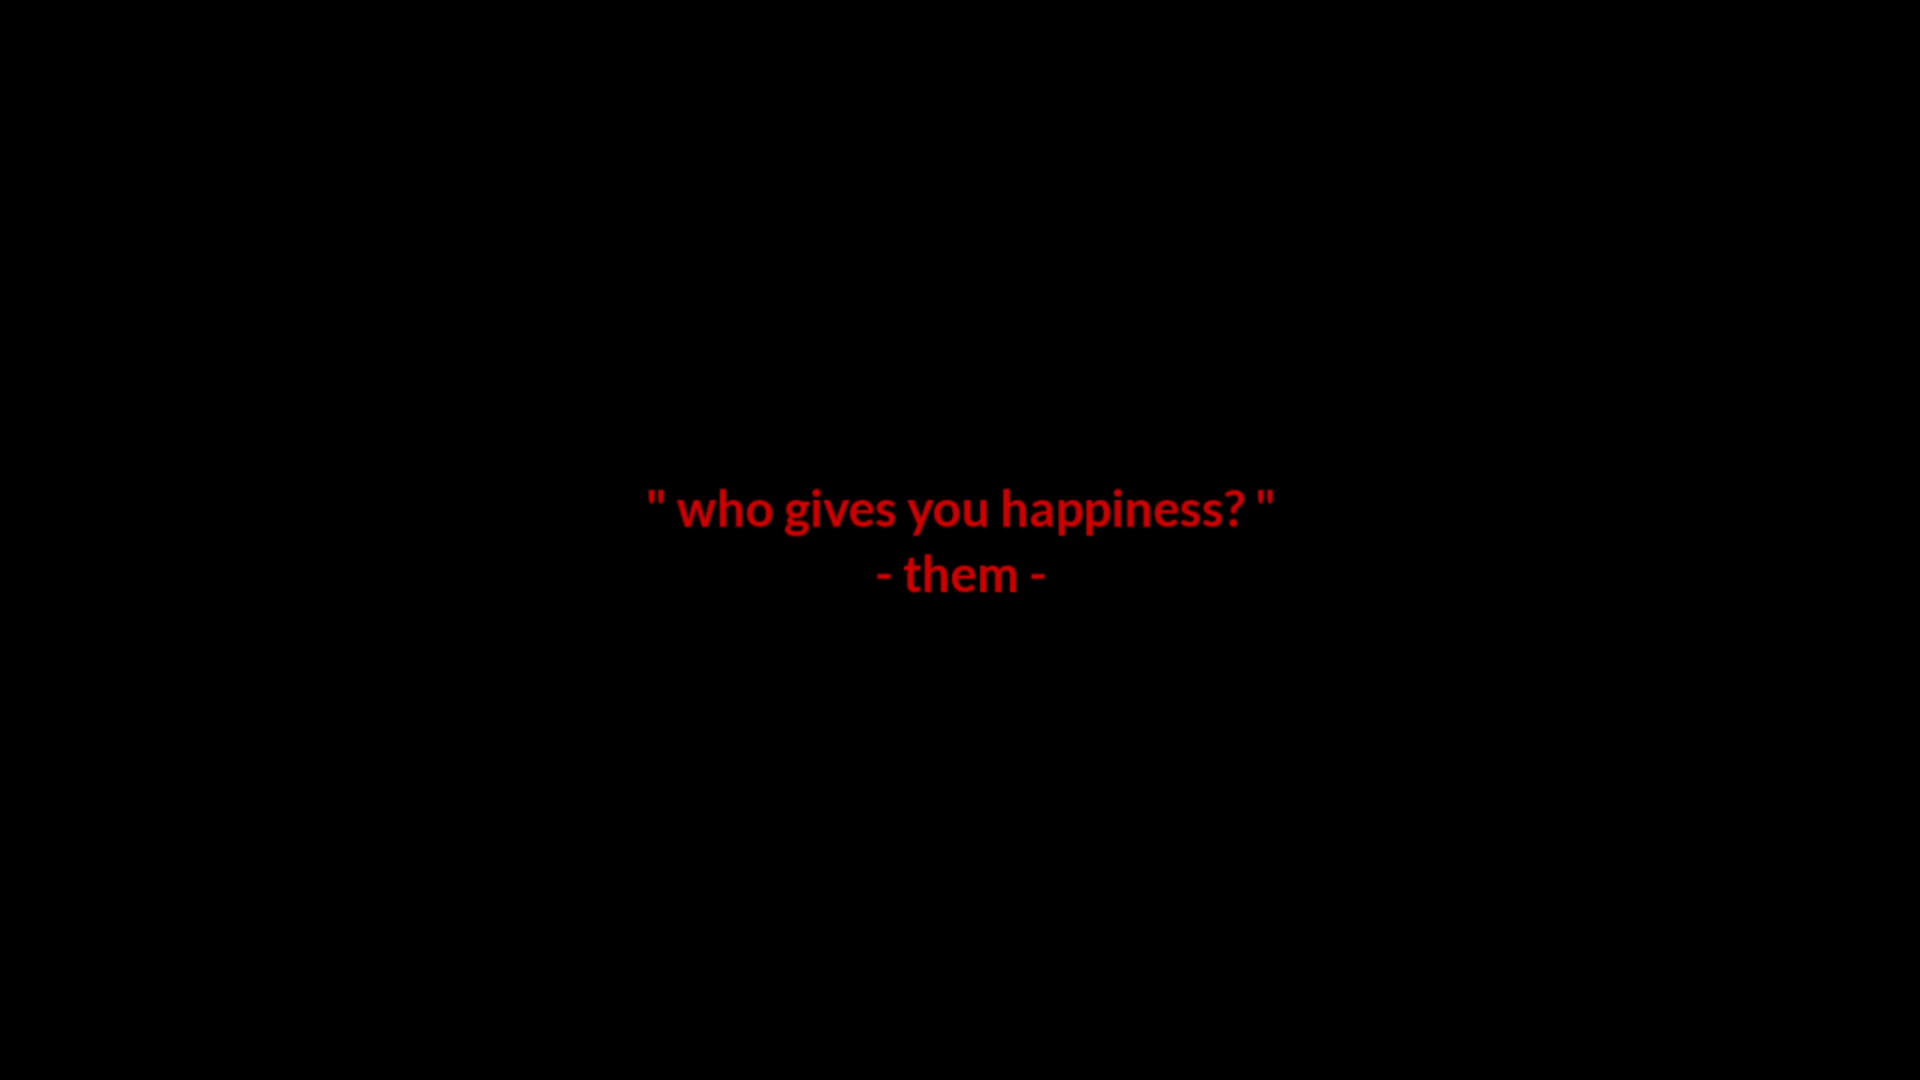 " who gives you happiness? "
- them -